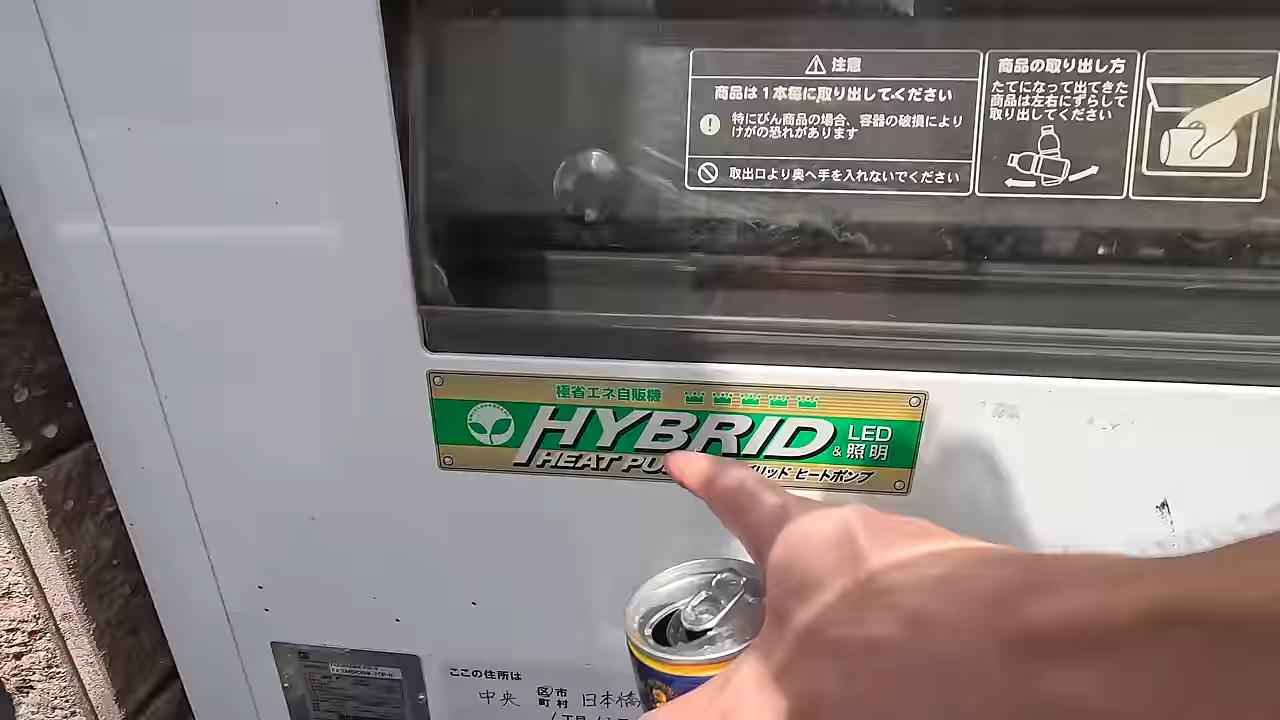 注意
商品は1本毎に取り出してください
特にびん商品の場合、容器の破損により
けがの恐れがあります
取出口より奥へ手を入れないでください
商品の取り出し方
たてになって出てきた
商品は左右にずらして
取り出してください
極省エネ自販機
HYBRID
LED
&照明
HEAT
リッド・ヒートポンプ
ここの住所は
中央 区市 日本橋
町村